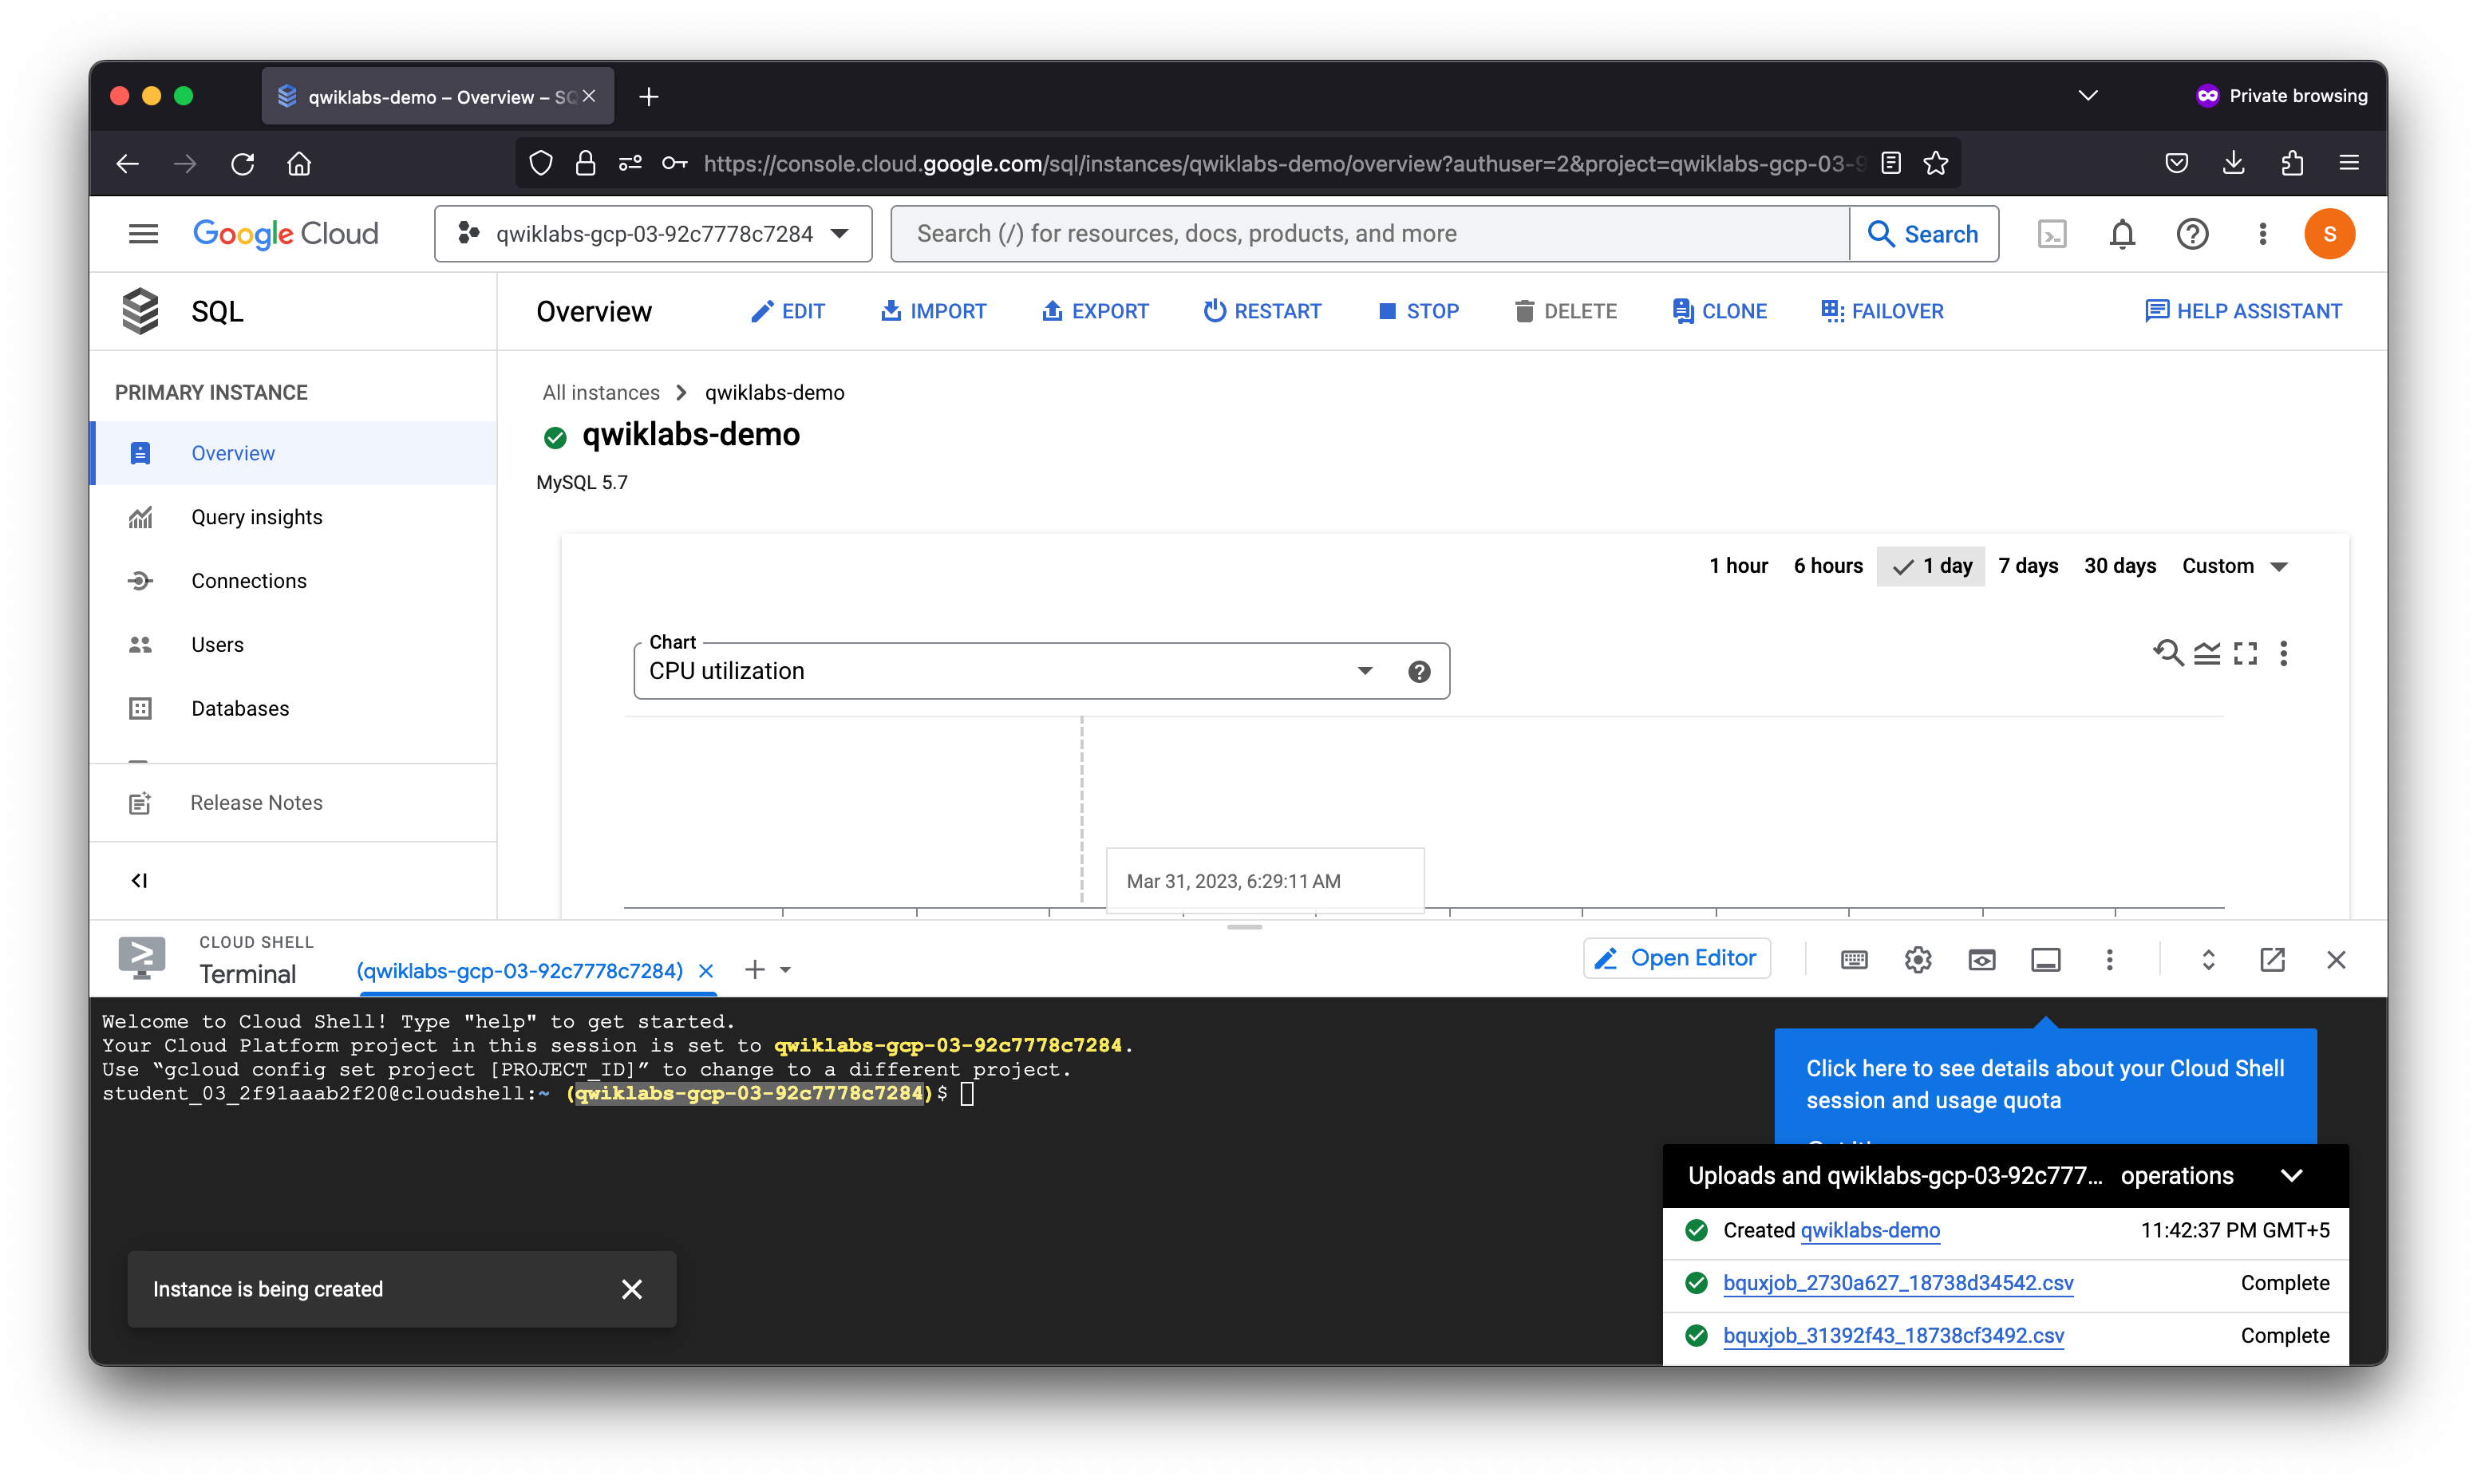 qwiklabs-demo – Overview – SQ
Private browsing
https://console.cloud.google.com/sql/instances/qwiklabs-demo/overview?authuser=2&project=qwiklabs-gcp-03-9
Google Cloud
qwiklabs-gcp-03-92c7778c7284
Search (/) for resources, docs, products, and more
Search
S
SQL
Overview
EDIT
IMPORT
EXPORT
RESTART
STOP
DELETE
CLONE
FAILOVER
HELP ASSISTANT
PRIMARY INSTANCE
Overview
Query insights
Connections
Users
Databases
Release Notes
All instances
qwiklabs-demo
qwiklabs-demo
MySQL 5.7
1 hour
6 hours
1 day
7 days
30 days
Custom
Chart
CPU utilization
Mar 31, 2023, 6:29:11 AM
CLOUD SHELL
Terminal
(qwiklabs-gcp-03-92c7778c7284)
Open Editor
Welcome to Cloud Shell! Type "help" to get started.
Your Cloud Platform project in this session is set to qwiklabs-gcp-03-92c7778c7284.
Use “gcloud config set project [PROJECT_ID]” to change to a different project.
student_03_2f91aaab2f20@cloudshell:~ (qwiklabs-gcp-03-92c7778c7284)$
Click here to see details about your Cloud Shell
session and usage quota
Uploads and qwiklabs-gcp-03-92c777... operations
Created qwiklabs-demo
11:42:37 PM GMT+5
bquxjob_2730a627_18738d34542.csv
Complete
bquxjob_31392f43_18738cf3492.csv
Complete
Instance is being created